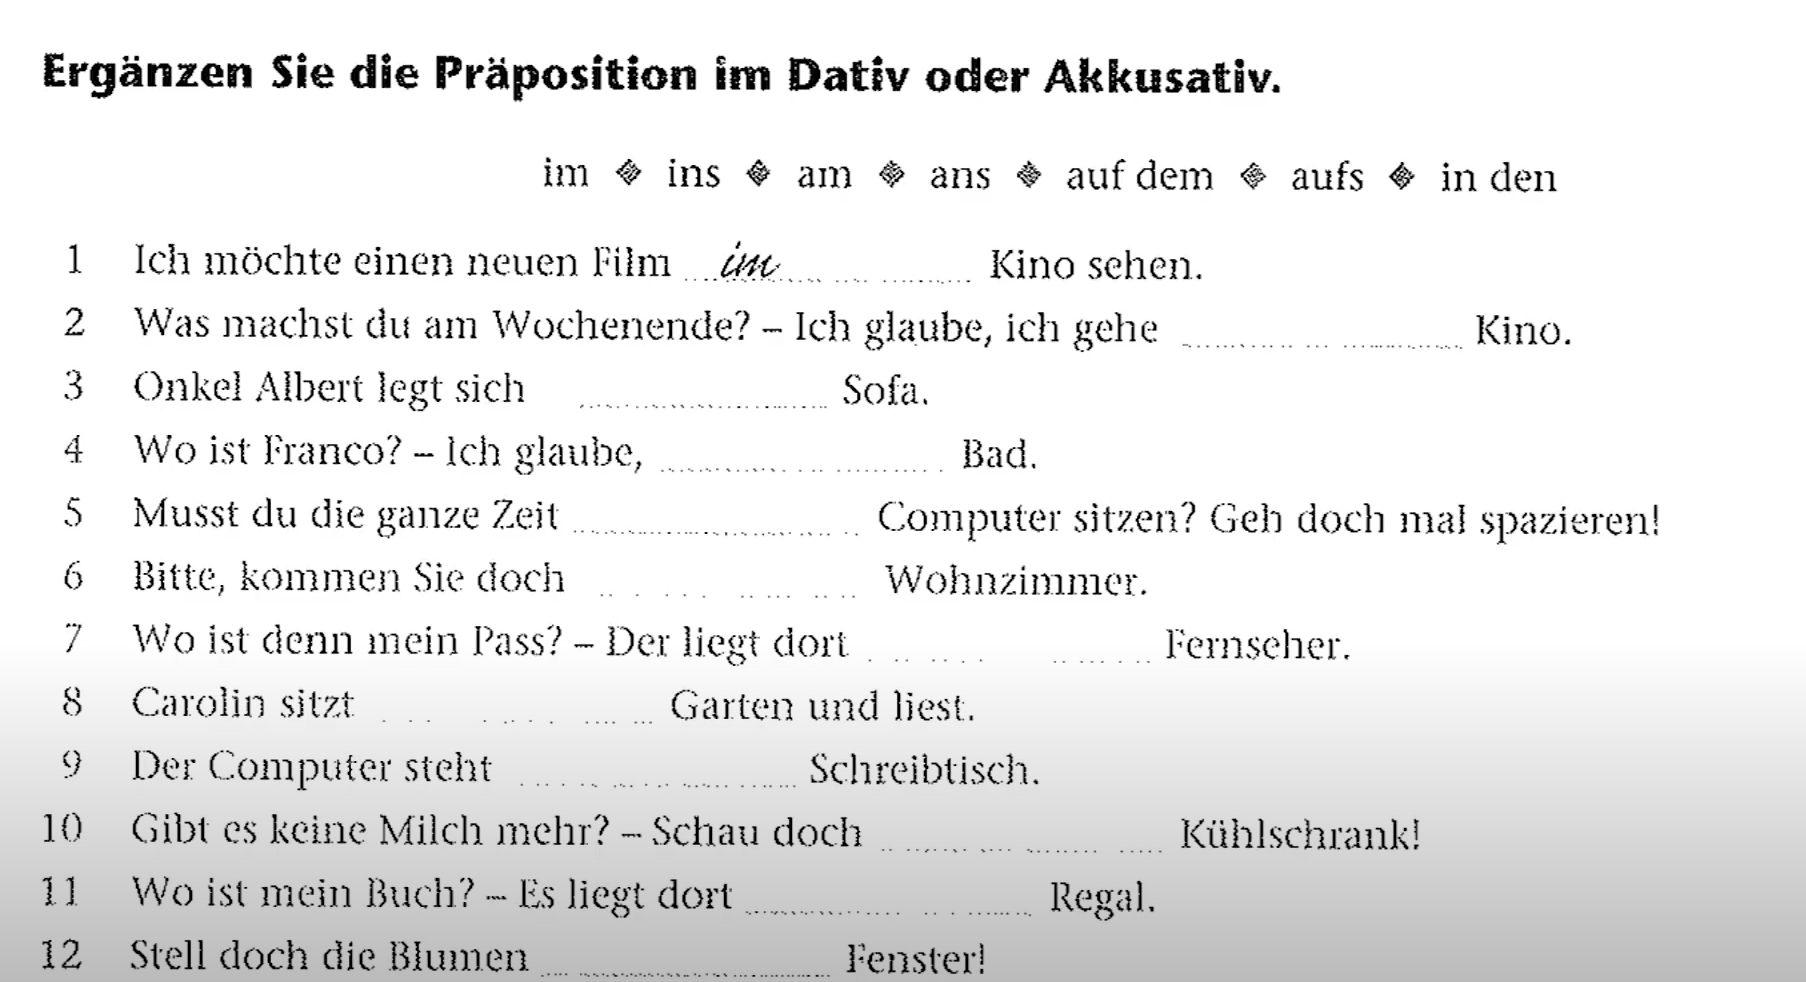 Ergänzen Sie die Präposition im Dativ oder Akkusativ.
im ◈ ins ◈ am ◈ ans ◈ auf dem ◈ aufs ◈ in den
1 Ich möchte einen neuen Film im Kino sehen.
2 Was machst du am Wochenende? – Ich glaube, ich gehe ........ Kino.
3 Onkel Albert legt sich ........ Sofa.
4 Wo ist Franco? – Ich glaube, ........ Bad.
5 Musst du die ganze Zeit ........ Computer sitzen? Geh doch mal spazieren!
6 Bitte, kommen Sie doch ........ Wohnzimmer.
7 Wo ist denn mein Pass? – Der liegt dort ........ Fernseher.
8 Carolin sitzt ........ Garten und liest.
9 Der Computer steht ........ Schreibtisch.
10 Gibt es keine Milch mehr? – Schau doch ........ Kühlschrank!
11 Wo ist mein Buch? – Es liegt dort ........ Regal.
12 Stell doch die Blumen ........ Fenster!